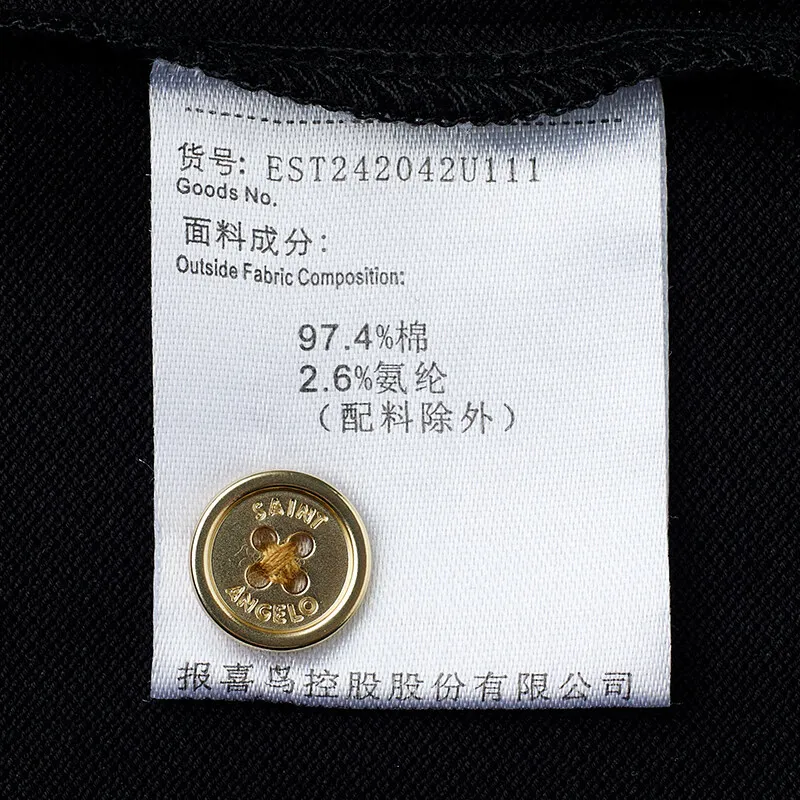 货号: EST242042U111
Goods No.
面料成分:
Outside Fabric Composition:
97.4%棉
2.6%氨纶
（配料除外）
SAINT
ANGELO
报喜鸟控股股份有限公司